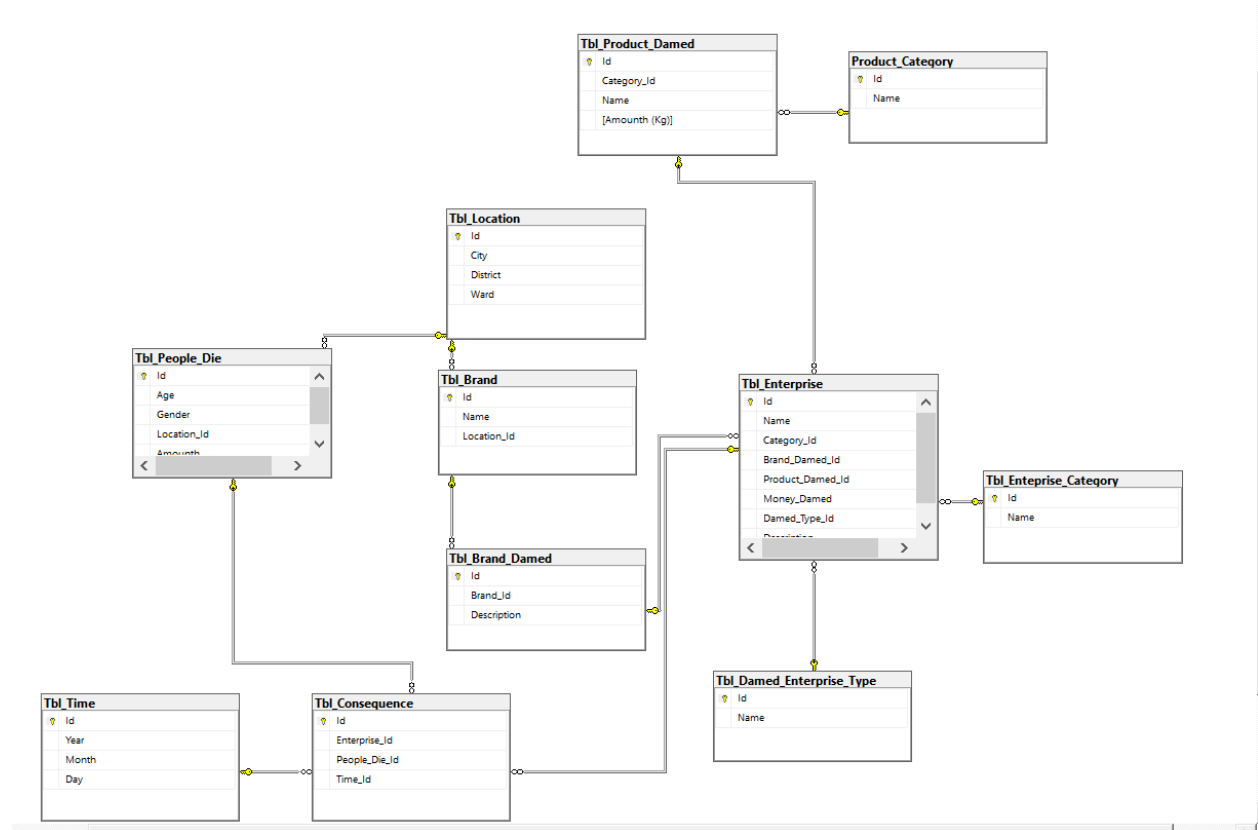 Tbl_Product_Damed
Id
Category_Id
Name
[Amounth (Kg)]
Product_Category
Id
Name
Tbl_Location
Id
City
District
Ward
Tbl_People_Die
Id
Age
Gender
Location_Id
Amounth
Tbl_Brand
Id
Name
Location_Id
Tbl_Enterprise
Id
Name
Category_Id
Brand_Damed_Id
Product_Damed_Id
Money_Damed
Damed_Type_Id
Description
Tbl_Enteprise_Category
Id
Name
Tbl_Brand_Damed
Id
Brand_Id
Description
Tbl_Damed_Enterprise_Type
Id
Name
Tbl_Time
Id
Year
Month
Day
Tbl_Consequence
Id
Enterprise_Id
People_Die_Id
Time_Id